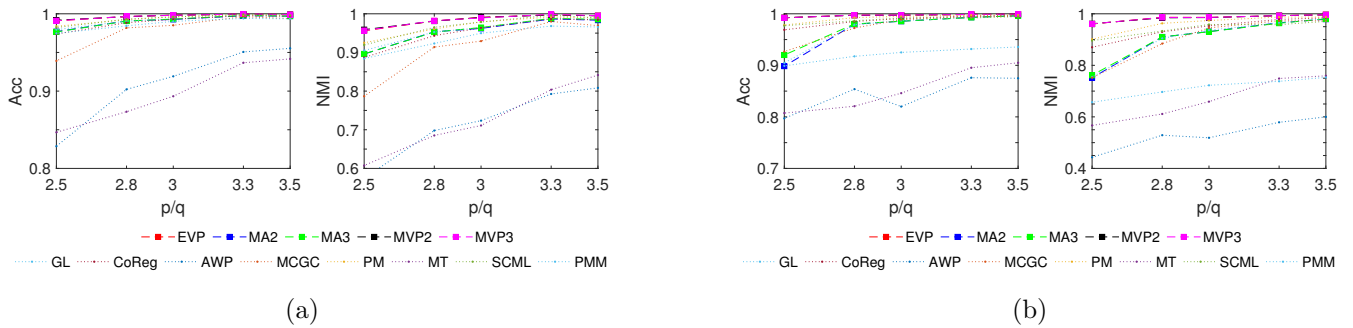 1
0.9
0.8
Acc
2.5 2.8 3 3.3 3.5
p/q
1
0.9
0.8
0.7
0.6
NMI
2.5 2.8 3 3.3 3.5
p/q
EVP MA2 MA3 MVP2 MVP3
GL CoReg AWP MCGC PM MT SCML PMM
(a)
1
0.9
0.8
0.7
Acc
2.5 2.8 3 3.3 3.5
p/q
1
0.8
0.6
0.4
NMI
2.5 2.8 3 3.3 3.5
p/q
EVP MA2 MA3 MVP2 MVP3
GL CoReg AWP MCGC PM MT SCML PMM
(b)